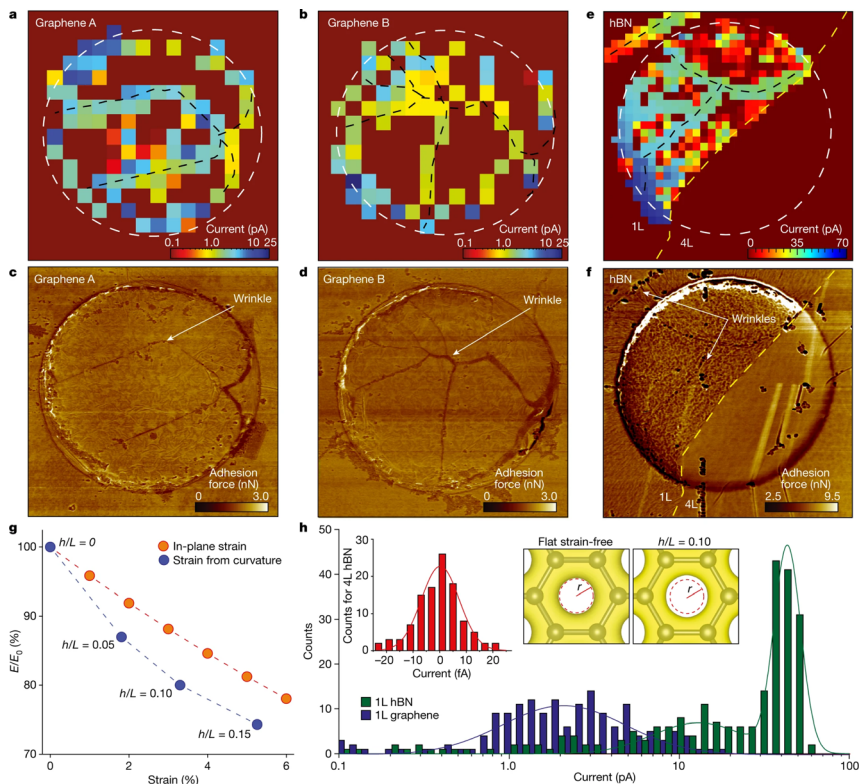 a Graphene A
b Graphene B
e hBN
Current (pA)
0.1 1.0 10 25
Current (pA)
0.1 1.0 10 25
1L
4L
Current (pA)
0 35 70
c Graphene A
Wrinkle
Adhesion
force (nN)
0 3.0
d Graphene B
Wrinkle
Adhesion
force (nN)
0 3.0
f hBN
Wrinkles
1L
4L
Adhesion
force (nN)
2.5 9.5
g
h/L = 0
In-plane strain
Strain from curvature
h/L = 0.05
h/L = 0.10
h/L = 0.15
100
90
80
70
E/E0 (%)
0 2 4 6
Strain (%)
h
50
40
30
20
10
0
Counts
30
20
10
0
Counts for 4L hBN
−20 −10 0 10 20
Current (fA)
Flat strain-free
h/L = 0.10
r
r
1L hBN
1L graphene
0.1 1.0 10 100
Current (pA)